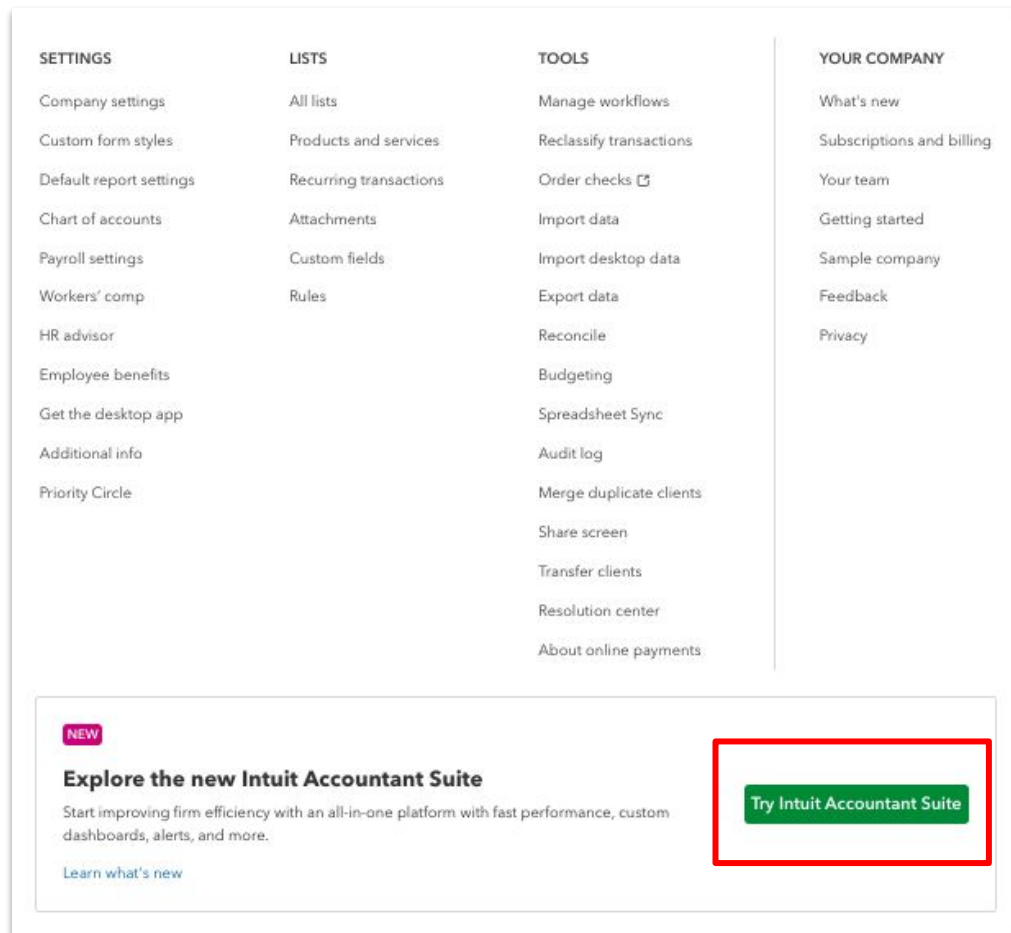 SETTINGS
Company settings
Custom form styles
Default report settings
Chart of accounts
Payroll settings
Workers' comp
HR advisor
Employee benefits
Get the desktop app
Additional info
Priority Circle
LISTS
All lists
Products and services
Recurring transactions
Attachments
Custom fields
Rules
TOOLS
Manage workflows
Reclassify transactions
Order checks
Import data
Import desktop data
Export data
Reconcile
Budgeting
Spreadsheet Sync
Audit log
Merge duplicate clients
Share screen
Transfer clients
Resolution center
About online payments
YOUR COMPANY
What's new
Subscriptions and billing
Your team
Getting started
Sample company
Feedback
Privacy
NEW
Explore the new Intuit Accountant Suite
Start improving firm efficiency with an all-in-one platform with fast performance, custom
dashboards, alerts, and more.
Learn what's new
Try Intuit Accountant Suite